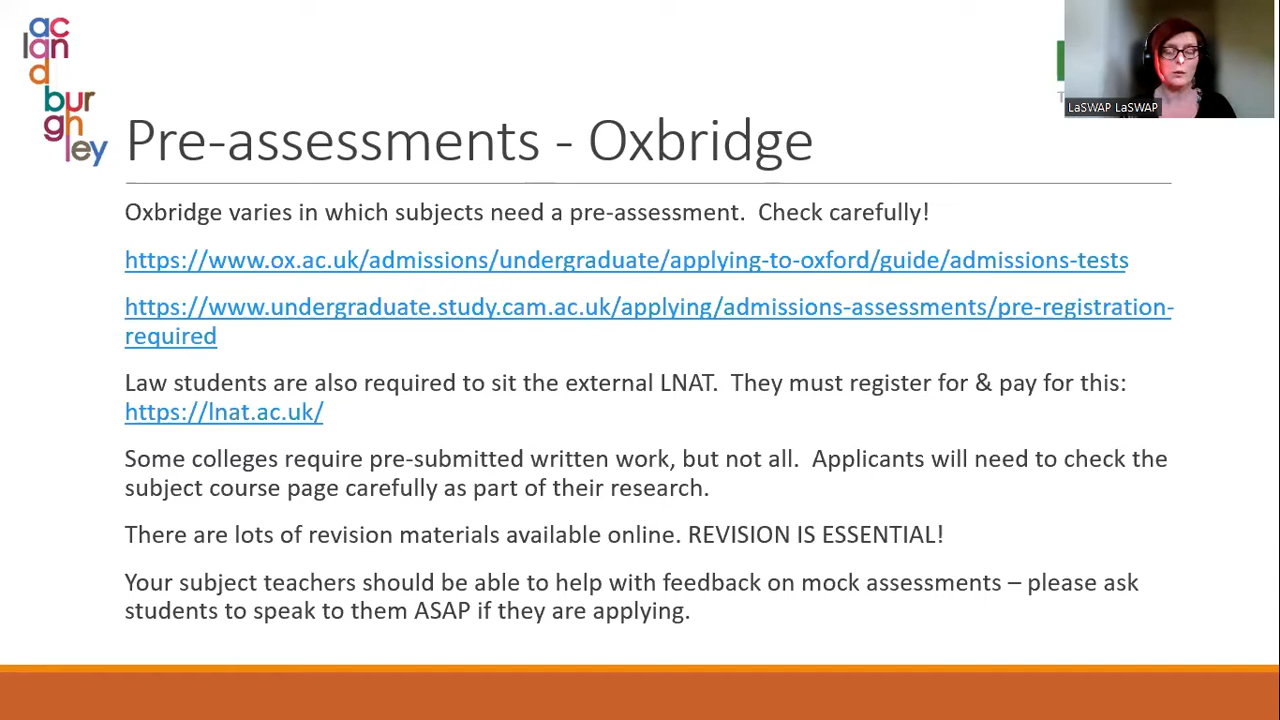 ac
lan
d
bur
gh
ley
LaSWAP LaSWAP
Pre-assessments - Oxbridge
Oxbridge varies in which subjects need a pre-assessment.  Check carefully!
https://www.ox.ac.uk/admissions/undergraduate/applying-to-oxford/guide/admissions-tests
https://www.undergraduate.study.cam.ac.uk/applying/admissions-assessments/pre-registration-
required
Law students are also required to sit the external LNAT.  They must register for & pay for this:
https://lnat.ac.uk/
Some colleges require pre-submitted written work, but not all.  Applicants will need to check the
subject course page carefully as part of their research.
There are lots of revision materials available online. REVISION IS ESSENTIAL!
Your subject teachers should be able to help with feedback on mock assessments – please ask
students to speak to them ASAP if they are applying.